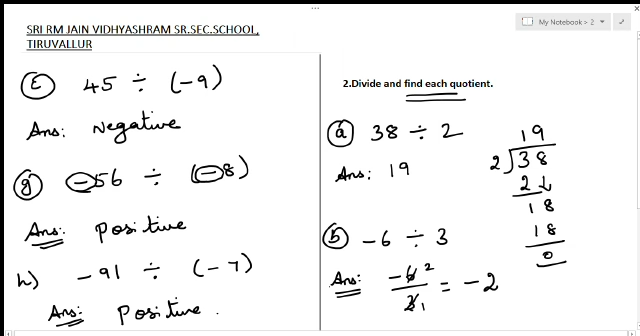 SRI RM JAIN VIDHYASHRAM SR.SEC.SCHOOL,
TIRUVALLUR
My Notebook > 2
c 45 ÷ (-9)
Ans: Negative
g -56 ÷ (-8)
Ans: Positive
h) -91 ÷ (-7)
Ans: Positive.
2.Divide and find each quotient.
a 38 ÷ 2
Ans: 19
19
2)38
2↓
18
18
0
b -6 ÷ 3
Ans: -6 2 / 3 1 = -2